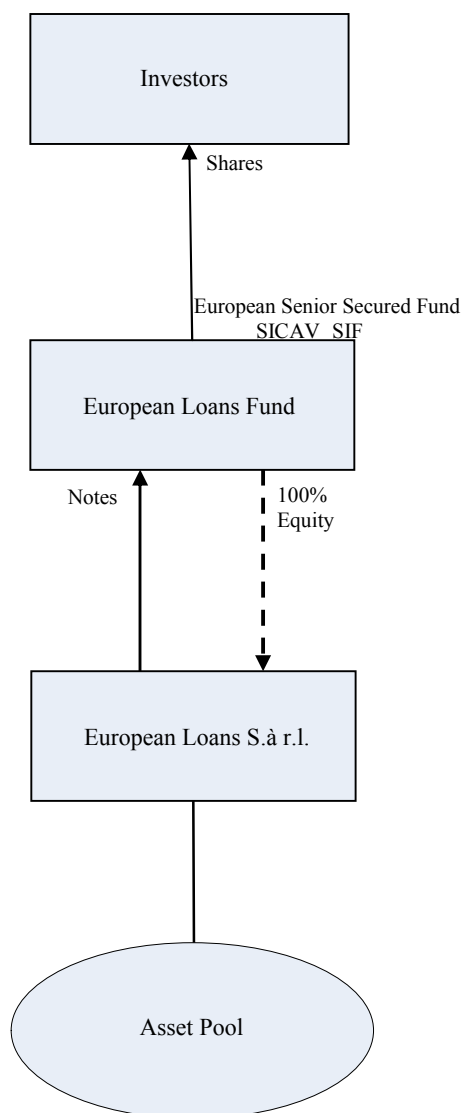 Investors
Shares
European Senior Secured Fund
SICAV SIF
European Loans Fund
Notes
100%
Equity
European Loans S.à r.l.
Asset Pool